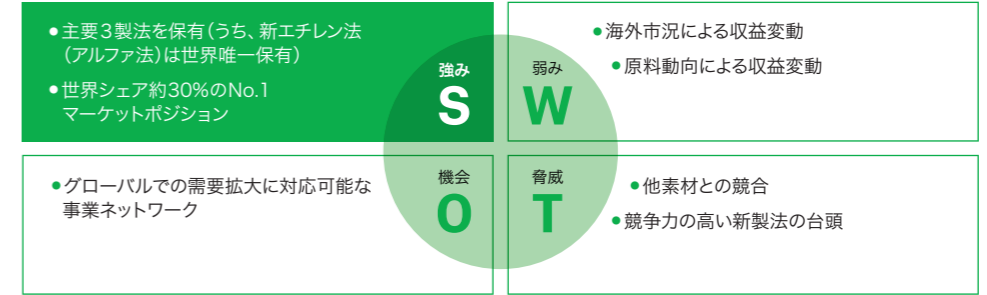 ●主要3製法を保有（うち、新エチレン法
（アルファ法）は世界唯一保有）
●世界シェア約30%のNo.1
マーケットポジション
強み
S
弱み
W
●海外市況による収益変動
●原料動向による収益変動
●グローバルでの需要拡大に対応可能な
事業ネットワーク
機会
O
脅威
T
●他素材との競合
●競争力の高い新製法の台頭